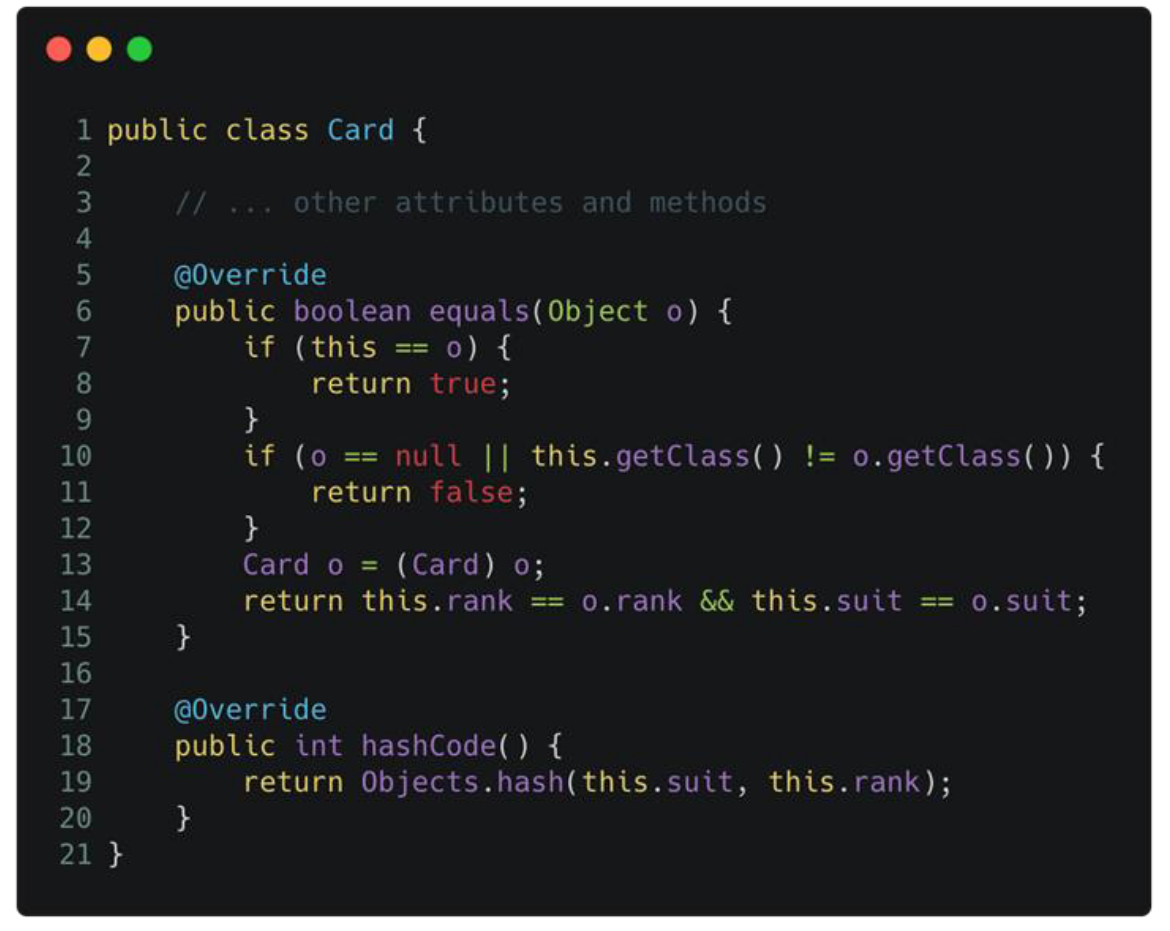 1 public class Card {
2
3     // ... other attributes and methods
4
5     @Override
6     public boolean equals(Object o) {
7         if (this == o) {
8             return true;
9         }
10         if (o == null || this.getClass() != o.getClass()) {
11             return false;
12         }
13         Card o = (Card) o;
14         return this.rank == o.rank && this.suit == o.suit;
15     }
16
17     @Override
18     public int hashCode() {
19         return Objects.hash(this.suit, this.rank);
20     }
21 }